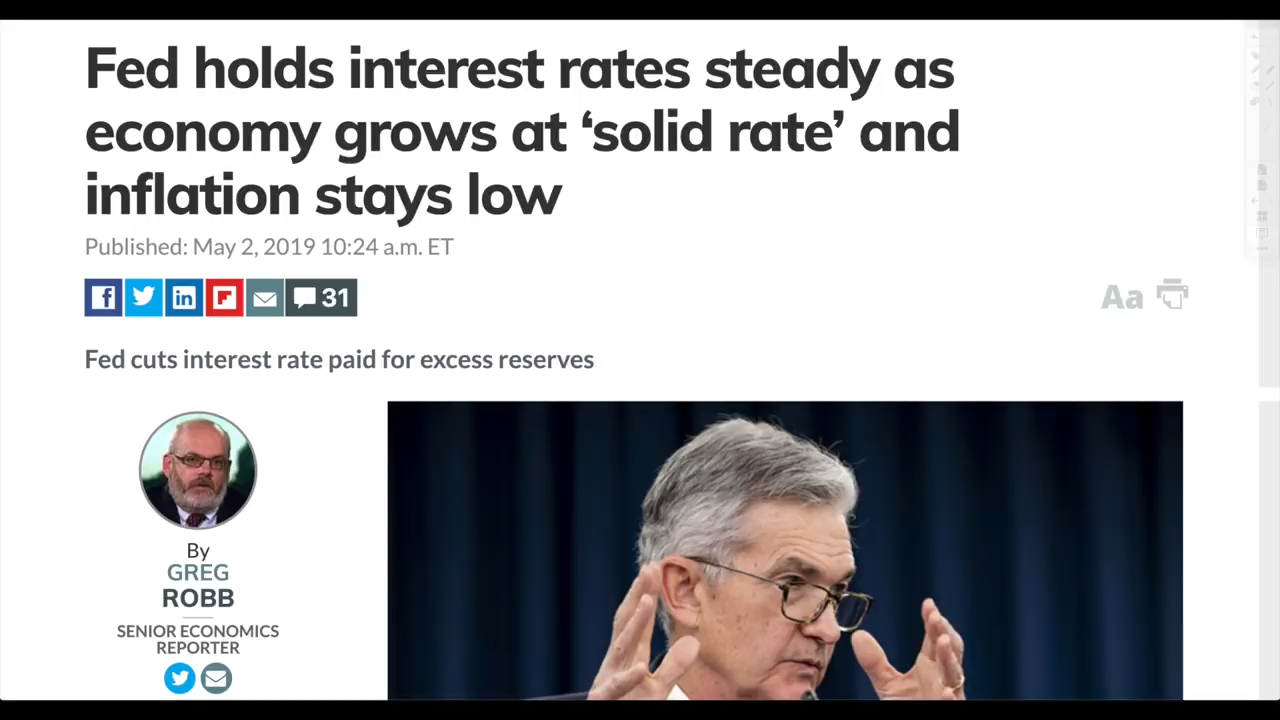 Fed holds interest rates steady as
economy grows at ‘solid rate’ and
inflation stays low
Published: May 2, 2019 10:24 a.m. ET
f
in
31
Aa
Fed cuts interest rate paid for excess reserves
By
GREG
ROBB
SENIOR ECONOMICS
REPORTER